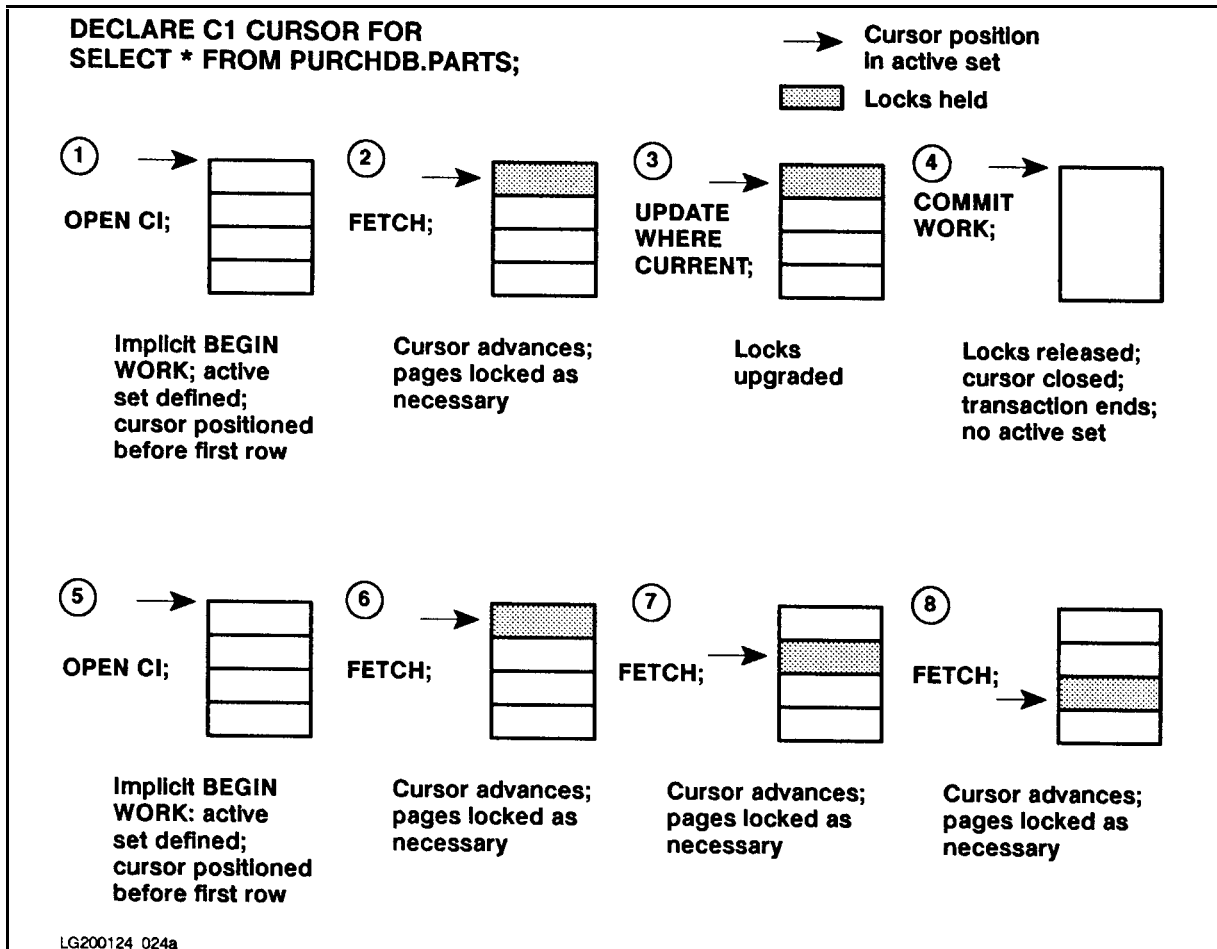 DECLARE C1 CURSOR FOR
SELECT * FROM PURCHDB.PARTS;
Cursor position
in active set
Locks held
1
OPEN CI;
Implicit BEGIN
WORK; active
set defined;
cursor positioned
before first row
2
FETCH;
Cursor advances;
pages locked as
necessary
3
UPDATE
WHERE
CURRENT;
Locks
upgraded
4
COMMIT
WORK;
Locks released;
cursor closed;
transaction ends;
no active set
5
OPEN CI;
Implicit BEGIN
WORK: active
set defined;
cursor positioned
before first row
6
FETCH;
Cursor advances;
pages locked as
necessary
7
FETCH;
Cursor advances;
pages locked as
necessary
8
FETCH;
Cursor advances;
pages locked as
necessary
LG200124_024a